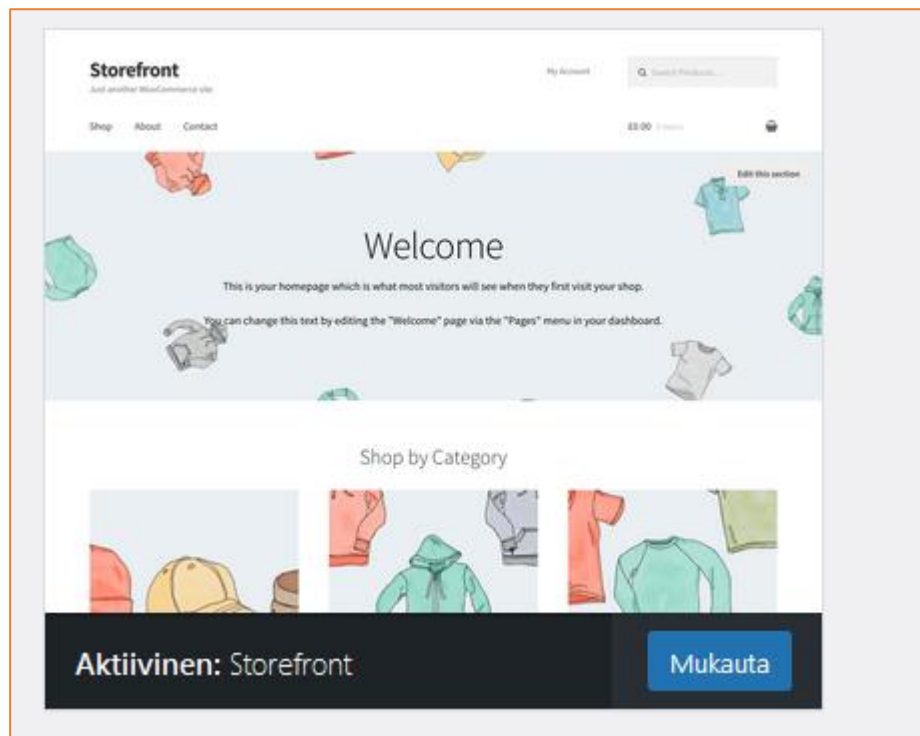 Storefront
Just another WooCommerce site
My Account
Search Products...
Shop About Contact
£0.00 0 items
Edit this section
Welcome
This is your homepage which is what most visitors will see when they first visit your shop.
You can change this text by editing the "Welcome" page via the "Pages" menu in your dashboard.
Shop by Category
Aktiivinen: Storefront
Mukauta